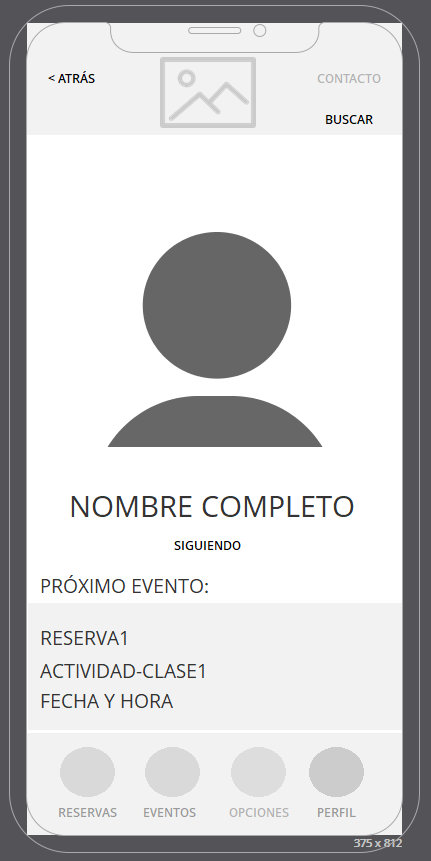 < ATRÁS
CONTACTO
BUSCAR
NOMBRE COMPLETO
SIGUIENDO
PRÓXIMO EVENTO:
RESERVA1
ACTIVIDAD-CLASE1
FECHA Y HORA
RESERVAS EVENTOS OPCIONES PERFIL
375 x 812